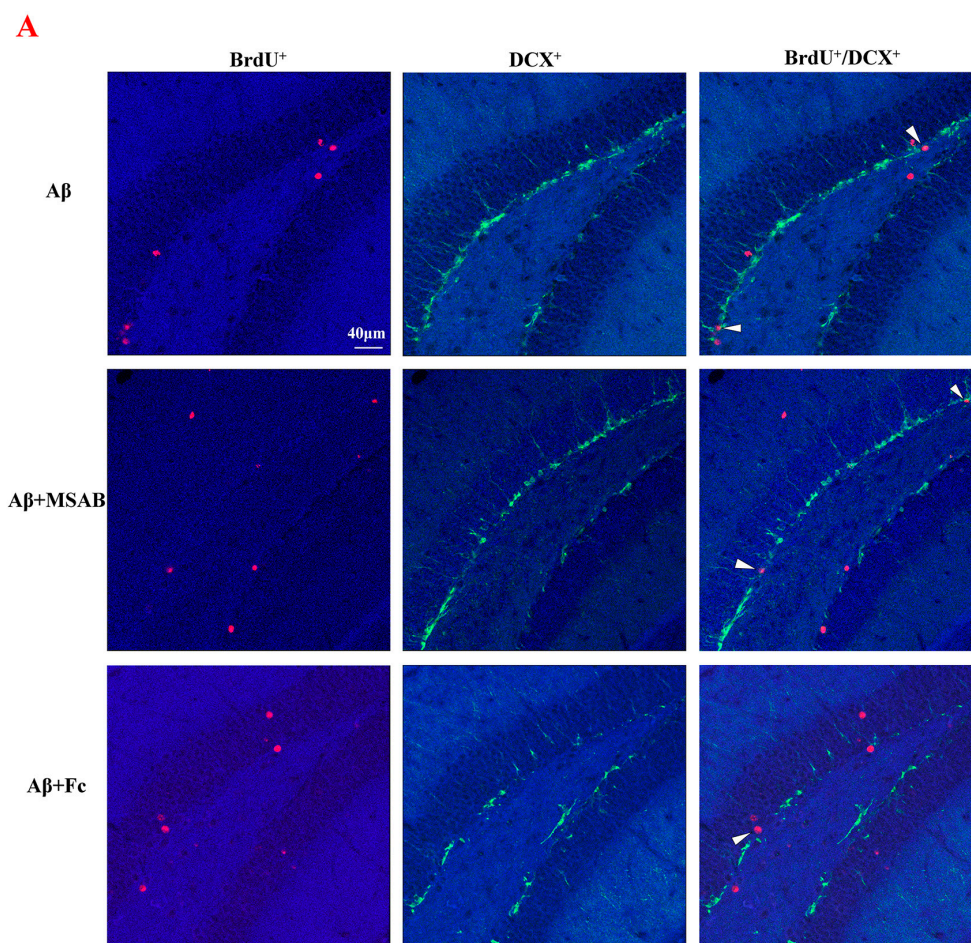 A
BrdU⁺ DCX⁺ BrdU⁺/DCX⁺
Aβ
40μm
Aβ+MSAB
Aβ+Fc